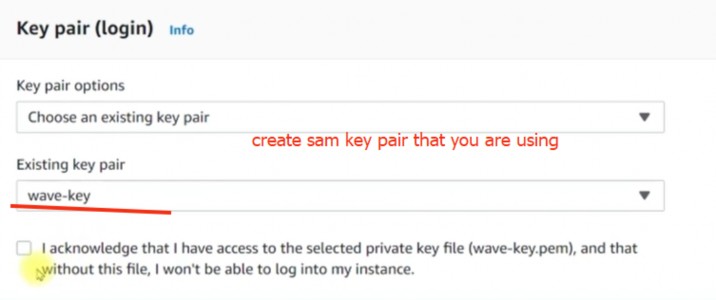 Key pair (login) Info
Key pair options
Choose an existing key pair
create sam key pair that you are using
Existing key pair
wave-key
I acknowledge that I have access to the selected private key file (wave-key.pem), and that
without this file, I won't be able to log into my instance.